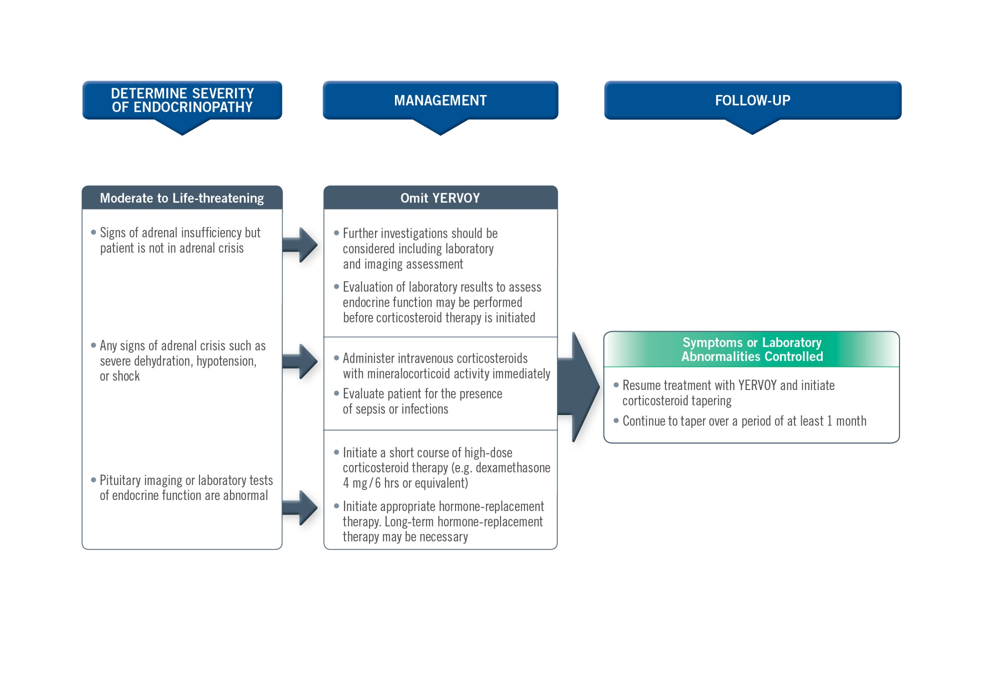 DETERMINE SEVERITY
OF ENDOCRINOPATHY
MANAGEMENT
FOLLOW-UP
Moderate to Life-threatening
• Signs of adrenal insufficiency but
patient is not in adrenal crisis
• Any signs of adrenal crisis such as
severe dehydration, hypotension,
or shock
• Pituitary imaging or laboratory tests
of endocrine function are abnormal
Omit YERVOY
• Further investigations should be
considered including laboratory
and imaging assessment
• Evaluation of laboratory results to assess
endocrine function may be performed
before corticosteroid therapy is initiated
• Administer intravenous corticosteroids
with mineralocorticoid activity immediately
• Evaluate patient for the presence
of sepsis or infections
• Initiate a short course of high-dose
corticosteroid therapy (e.g. dexamethasone
4 mg/6 hrs or equivalent)
• Initiate appropriate hormone-replacement
therapy. Long-term hormone-replacement
therapy may be necessary
Symptoms or Laboratory
Abnormalities Controlled
• Resume treatment with YERVOY and initiate
corticosteroid tapering
• Continue to taper over a period of at least 1 month